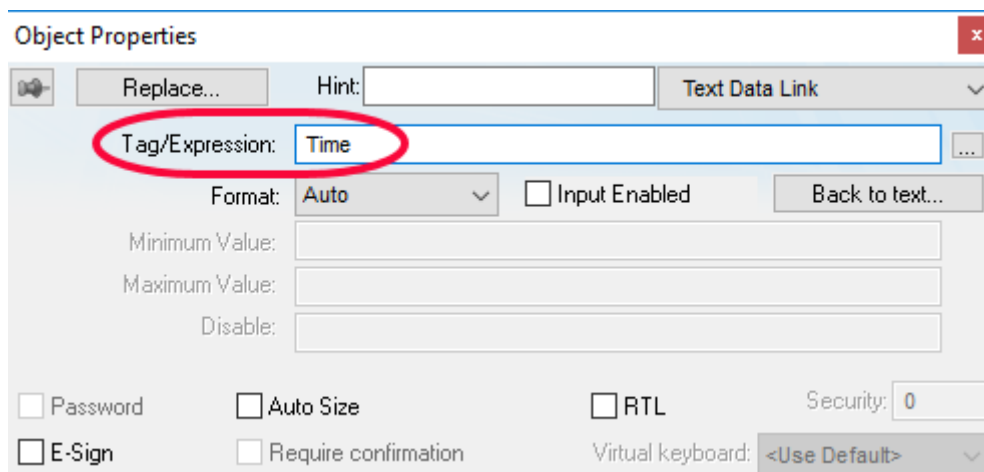 Object Properties
x
Replace... Hint: Text Data Link
Tag/Expression: Time ...
Format: Auto Input Enabled Back to text...
Minimum Value:
Maximum Value:
Disable:
Password Auto Size RTL Security: 0
E-Sign Require confirmation Virtual keyboard: <Use Default>